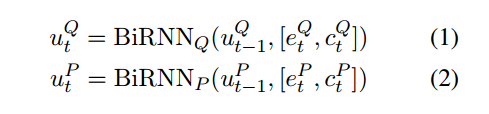 u_t^Q = BiRNN_Q(u_{t-1}^Q, [e_t^Q, c_t^Q]) (1)
u_t^P = BiRNN_P(u_{t-1}^P, [e_t^P, c_t^P]) (2)